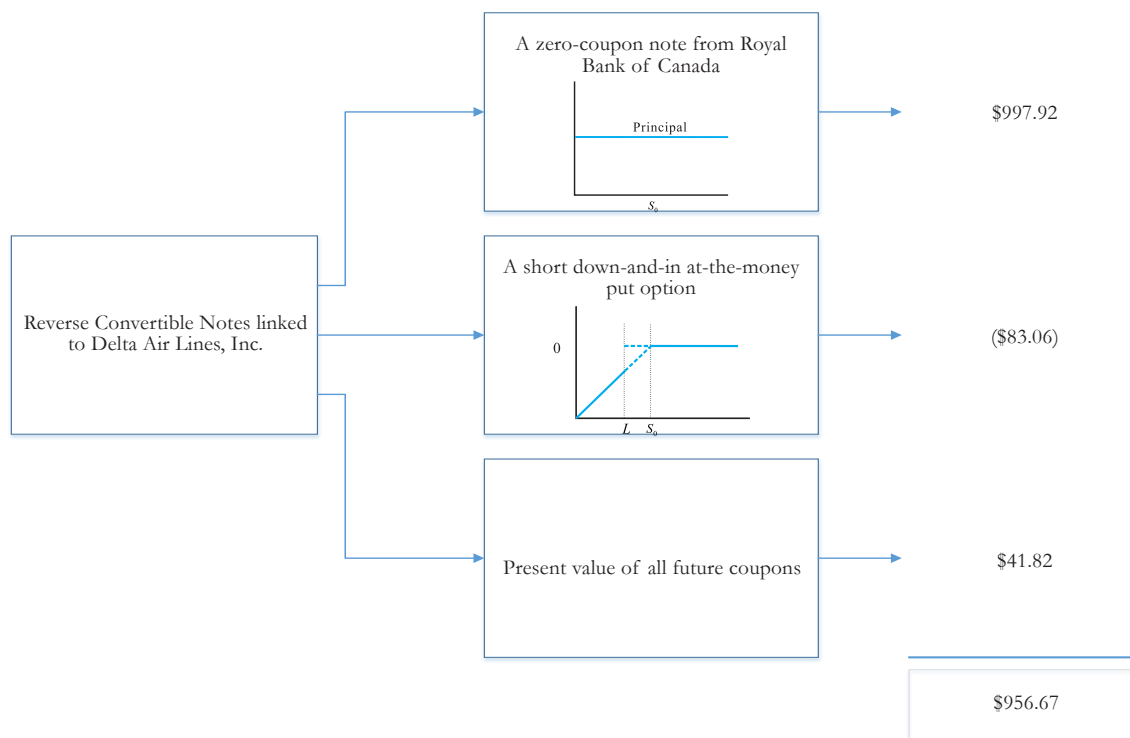 A zero-coupon note from Royal
Bank of Canada
Principal
S₀
$997.92
Reverse Convertible Notes linked
to Delta Air Lines, Inc.
A short down-and-in at-the-money
put option
0
L
S₀
($83.06)
Present value of all future coupons
$41.82
$956.67